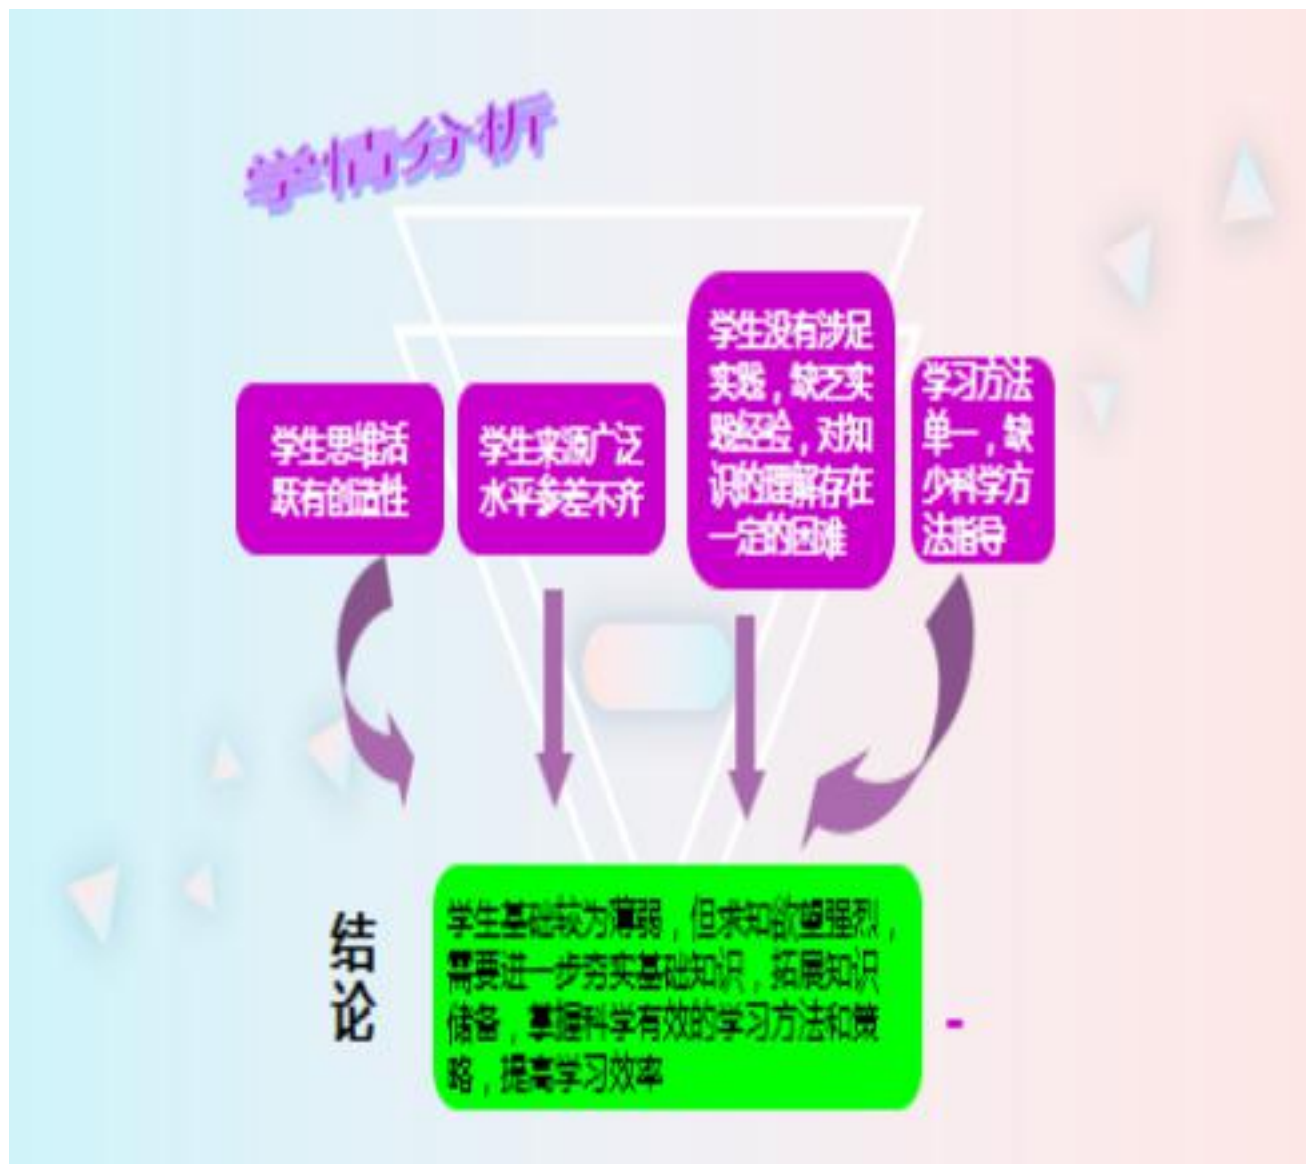 学情分析
学生思维活
跃有创造性
学生来源广泛
水平参差不齐
学生没有涉足
实践，缺乏实
践经验，对知
识的理解存在
一定的困难
学习方法
单一，缺
少科学方
法指导
结论
学生基础较为薄弱，但求知欲望强烈，
需要进一步夯实基础知识，拓展知识
储备，掌握科学有效的学习方法和策
略，提高学习效率
-